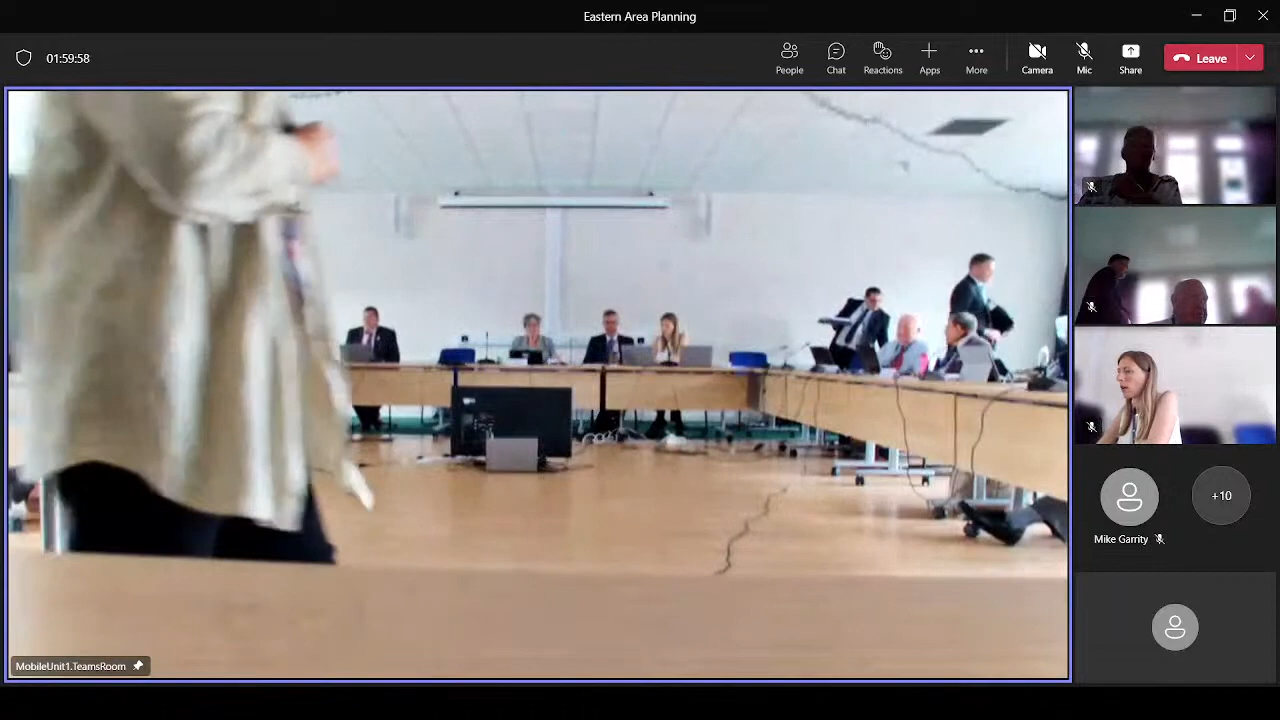 Eastern Area Planning
01:59:58
People
Chat
Reactions
Apps
More
Camera
Mic
Share
Leave
Mike Garrity
+10
MobileUnit1.TeamsRoom